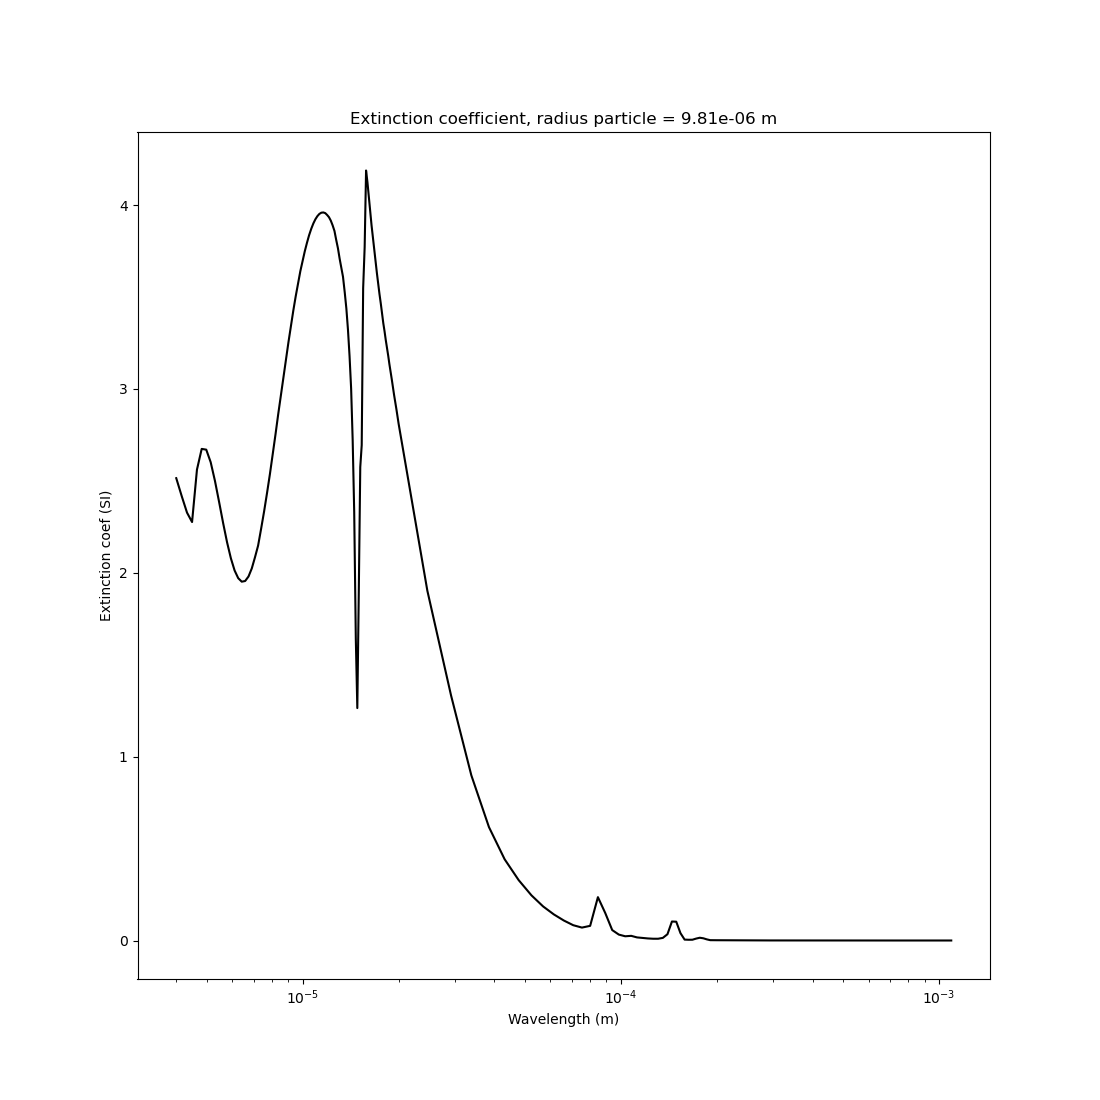 Extinction coefficient, radius particle = 9.81e-06 m
Extinction coef (SI)
4
3
2
1
0
10⁻⁵ 10⁻⁴ 10⁻³
Wavelength (m)